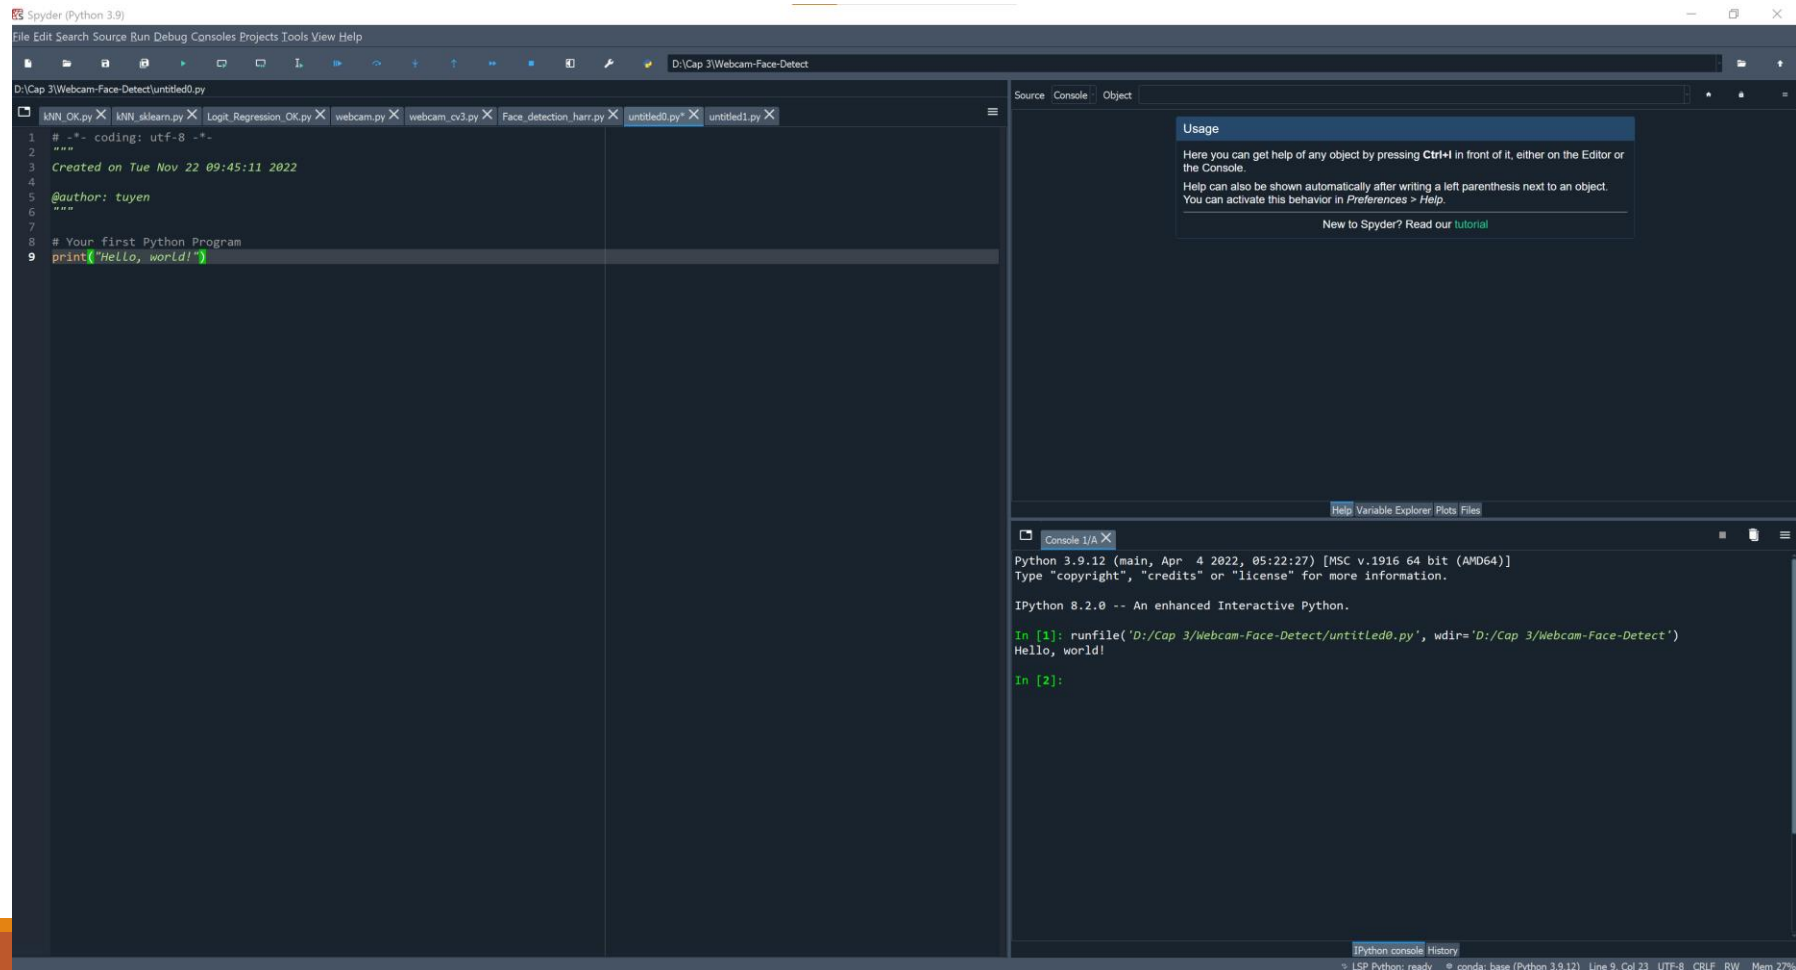 Spyder (Python 3.9)
File Edit Search Source Run Debug Consoles Projects Tools View Help
D:\Cap 3\Webcam-Face-Detect
D:\Cap 3\Webcam-Face-Detect\untitled0.py
kNN_OK.py kNN_sklearn.py Logit_Regression_OK.py webcam.py webcam_cv3.py Face_detection_harr.py untitled0.py* untitled1.py
1 # -*- coding: utf-8 -*-
2 """
3 Created on Tue Nov 22 09:45:11 2022
4
5 @author: tuyen
6 """
7
8 # Your first Python Program
9 print("Hello, world!")
Source Console Object
Usage
Here you can get help of any object by pressing Ctrl+I in front of it, either on the Editor or
the Console.
Help can also be shown automatically after writing a left parenthesis next to an object.
You can activate this behavior in Preferences > Help.
New to Spyder? Read our tutorial
Help Variable Explorer Plots Files
Console 1/A
Python 3.9.12 (main, Apr  4 2022, 05:22:27) [MSC v.1916 64 bit (AMD64)]
Type "copyright", "credits" or "license" for more information.
IPython 8.2.0 -- An enhanced Interactive Python.
In [1]: runfile('D:/Cap 3/Webcam-Face-Detect/untitled0.py', wdir='D:/Cap 3/Webcam-Face-Detect')
Hello, world!
In [2]:
IPython console History
LSP Python: ready conda: base (Python 3.9.12) Line 9, Col 23 UTF-8 CRLF RW Mem 27%